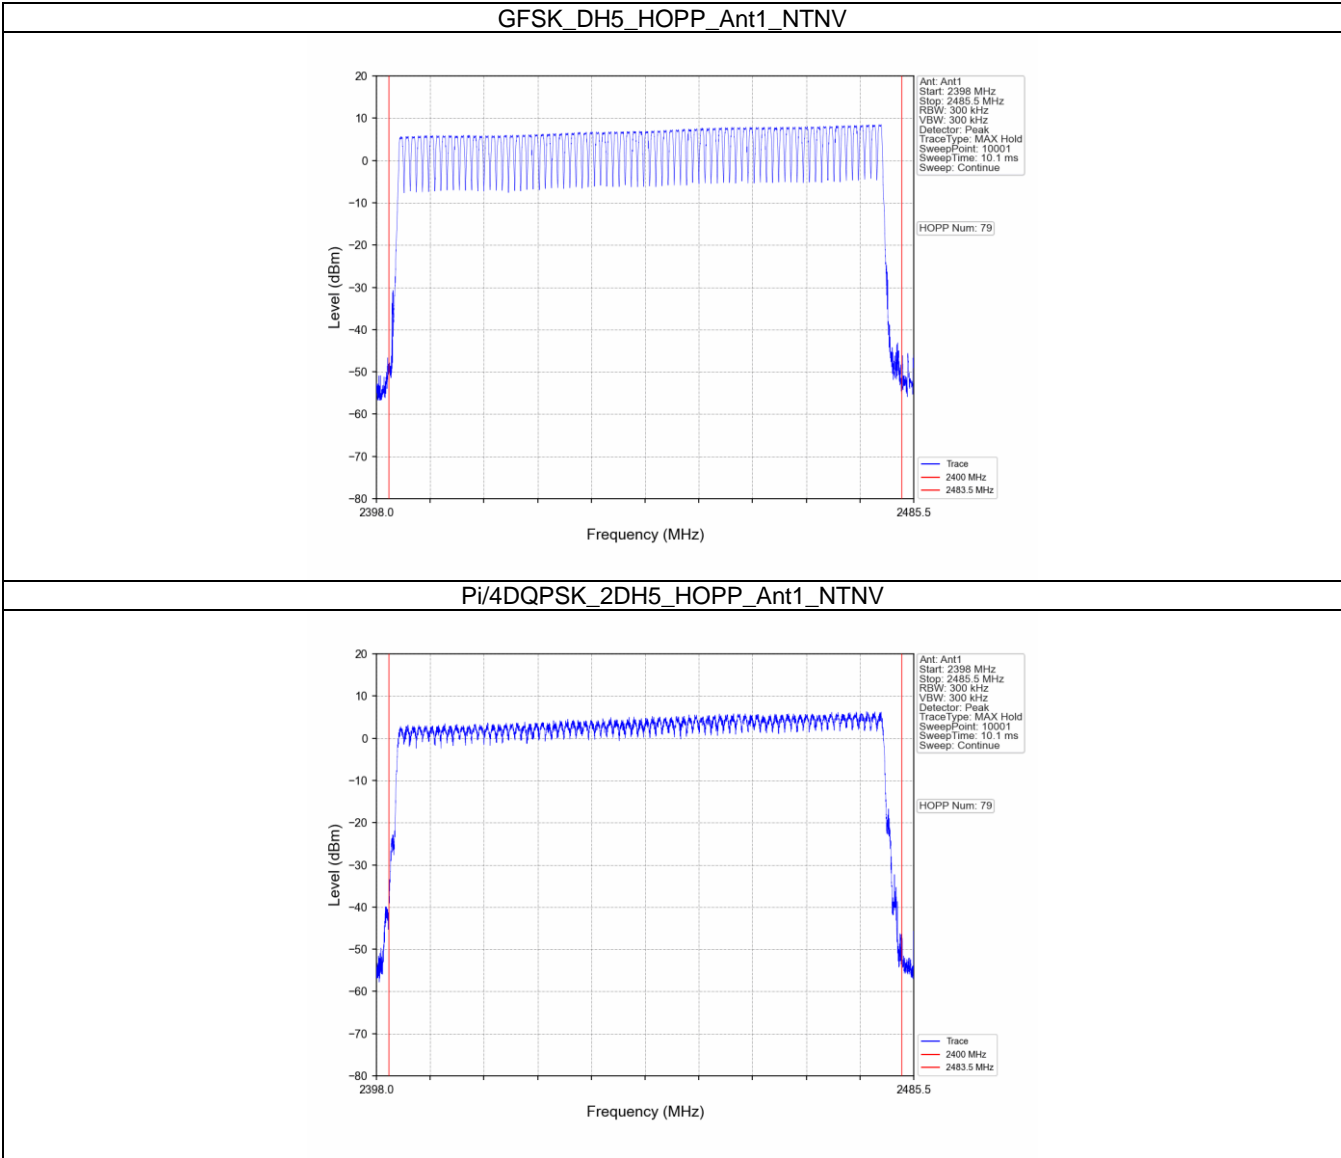 GFSK_DH5_HOPP_Ant1_NTNV
20
10
0
−10
−20
−30
−40
−50
−60
−70
−80
Level (dBm)
2398.0
2485.5
Frequency (MHz)
Ant: Ant1
Start: 2398 MHz
Stop: 2485.5 MHz
RBW: 300 kHz
VBW: 300 kHz
Detector: Peak
TraceType: MAX Hold
SweepPoint: 10001
SweepTime: 10.1 ms
Sweep: Continue
HOPP Num: 79
Trace
2400 MHz
2483.5 MHz
Pi/4DQPSK_2DH5_HOPP_Ant1_NTNV
20
10
0
−10
−20
−30
−40
−50
−60
−70
−80
Level (dBm)
2398.0
2485.5
Frequency (MHz)
Ant: Ant1
Start: 2398 MHz
Stop: 2485.5 MHz
RBW: 300 kHz
VBW: 300 kHz
Detector: Peak
TraceType: MAX Hold
SweepPoint: 10001
SweepTime: 10.1 ms
Sweep: Continue
HOPP Num: 79
Trace
2400 MHz
2483.5 MHz